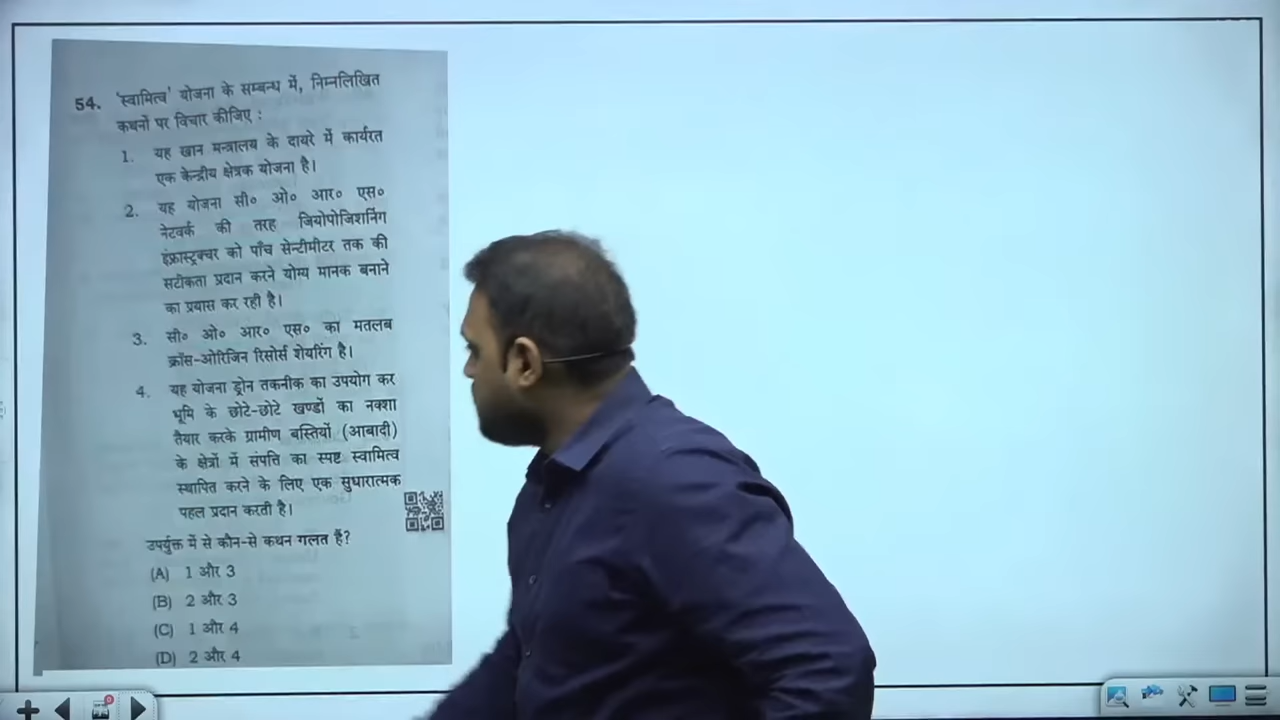 54. 'स्वामित्व' योजना के सम्बन्ध में, निम्नलिखित
कथनों पर विचार कीजिए :
1. यह खान मन्त्रालय के दायरे में कार्यरत
एक केन्द्रीय क्षेत्रक योजना है।
2. यह योजना सी० ओ० आर० एस०
नेटवर्क की तरह जियोपोजिशनिंग
इंफ्रास्ट्रक्चर को पाँच सेन्टीमीटर तक की
सटीकता प्रदान करने योग्य मानक बनाने
का प्रयास कर रही है।
3. सी० ओ० आर० एस० का मतलब
क्रॉस-ओरिजिन रिसोर्स शेयरिंग है।
4. यह योजना ड्रोन तकनीक का उपयोग कर
भूमि के छोटे-छोटे खण्डों का नक्शा
तैयार करके ग्रामीण बस्तियों (आबादी)
के क्षेत्रों में संपत्ति का स्पष्ट स्वामित्व
स्थापित करने के लिए एक सुधारात्मक
पहल प्रदान करती है।
उपर्युक्त में से कौन-से कथन गलत हैं?
(A) 1 और 3
(B) 2 और 3
(C) 1 और 4
(D) 2 और 4